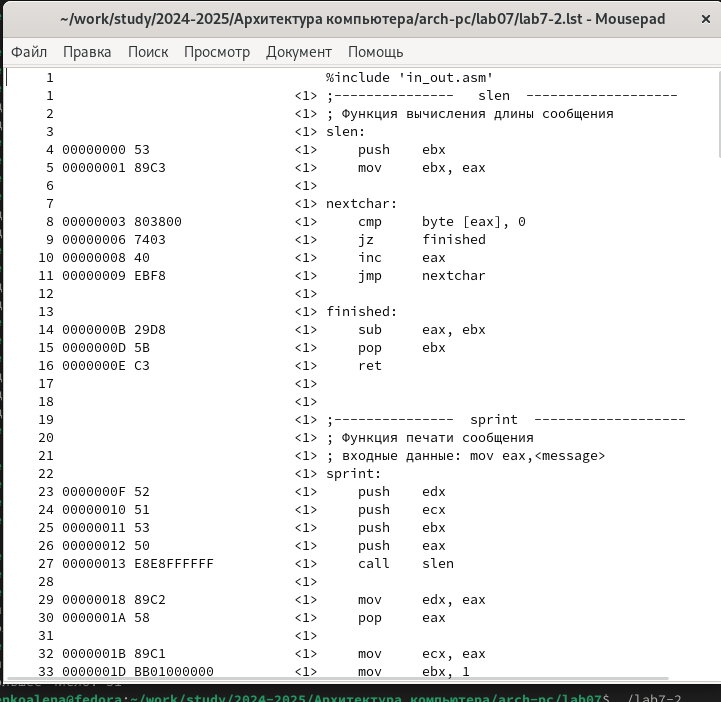 ~/work/study/2024-2025/Архитектура компьютера/arch-pc/lab07/lab7-2.lst - Mousepad ×
Файл Правка Поиск Просмотр Документ Помощь
1 %include 'in_out.asm'
1 <1> ;--------------- slen -------------------
2 <1> ; Функция вычисления длины сообщения
3 <1> slen:
4 00000000 53 <1> push ebx
5 00000001 89C3 <1> mov ebx, eax
6 <1>
7 <1> nextchar:
8 00000003 803800 <1> cmp byte [eax], 0
9 00000006 7403 <1> jz finished
10 00000008 40 <1> inc eax
11 00000009 EBF8 <1> jmp nextchar
12 <1>
13 <1> finished:
14 0000000B 29D8 <1> sub eax, ebx
15 0000000D 5B <1> pop ebx
16 0000000E C3 <1> ret
17 <1>
18 <1>
19 <1> ;--------------- sprint -------------------
20 <1> ; Функция печати сообщения
21 <1> ; входные данные: mov eax,<message>
22 <1> sprint:
23 0000000F 52 <1> push edx
24 00000010 51 <1> push ecx
25 00000011 53 <1> push ebx
26 00000012 50 <1> push eax
27 00000013 E8E8FFFFFF <1> call slen
28 <1>
29 00000018 89C2 <1> mov edx, eax
30 0000001A 58 <1> pop eax
31 <1>
32 0000001B 89C1 <1> mov ecx, eax
33 0000001D BB01000000 <1> mov ebx, 1
nkoalena@fedora:~/work/study/2024-2025/Архитектура компьютера/arch-pc/lab07$ ./lab7-2